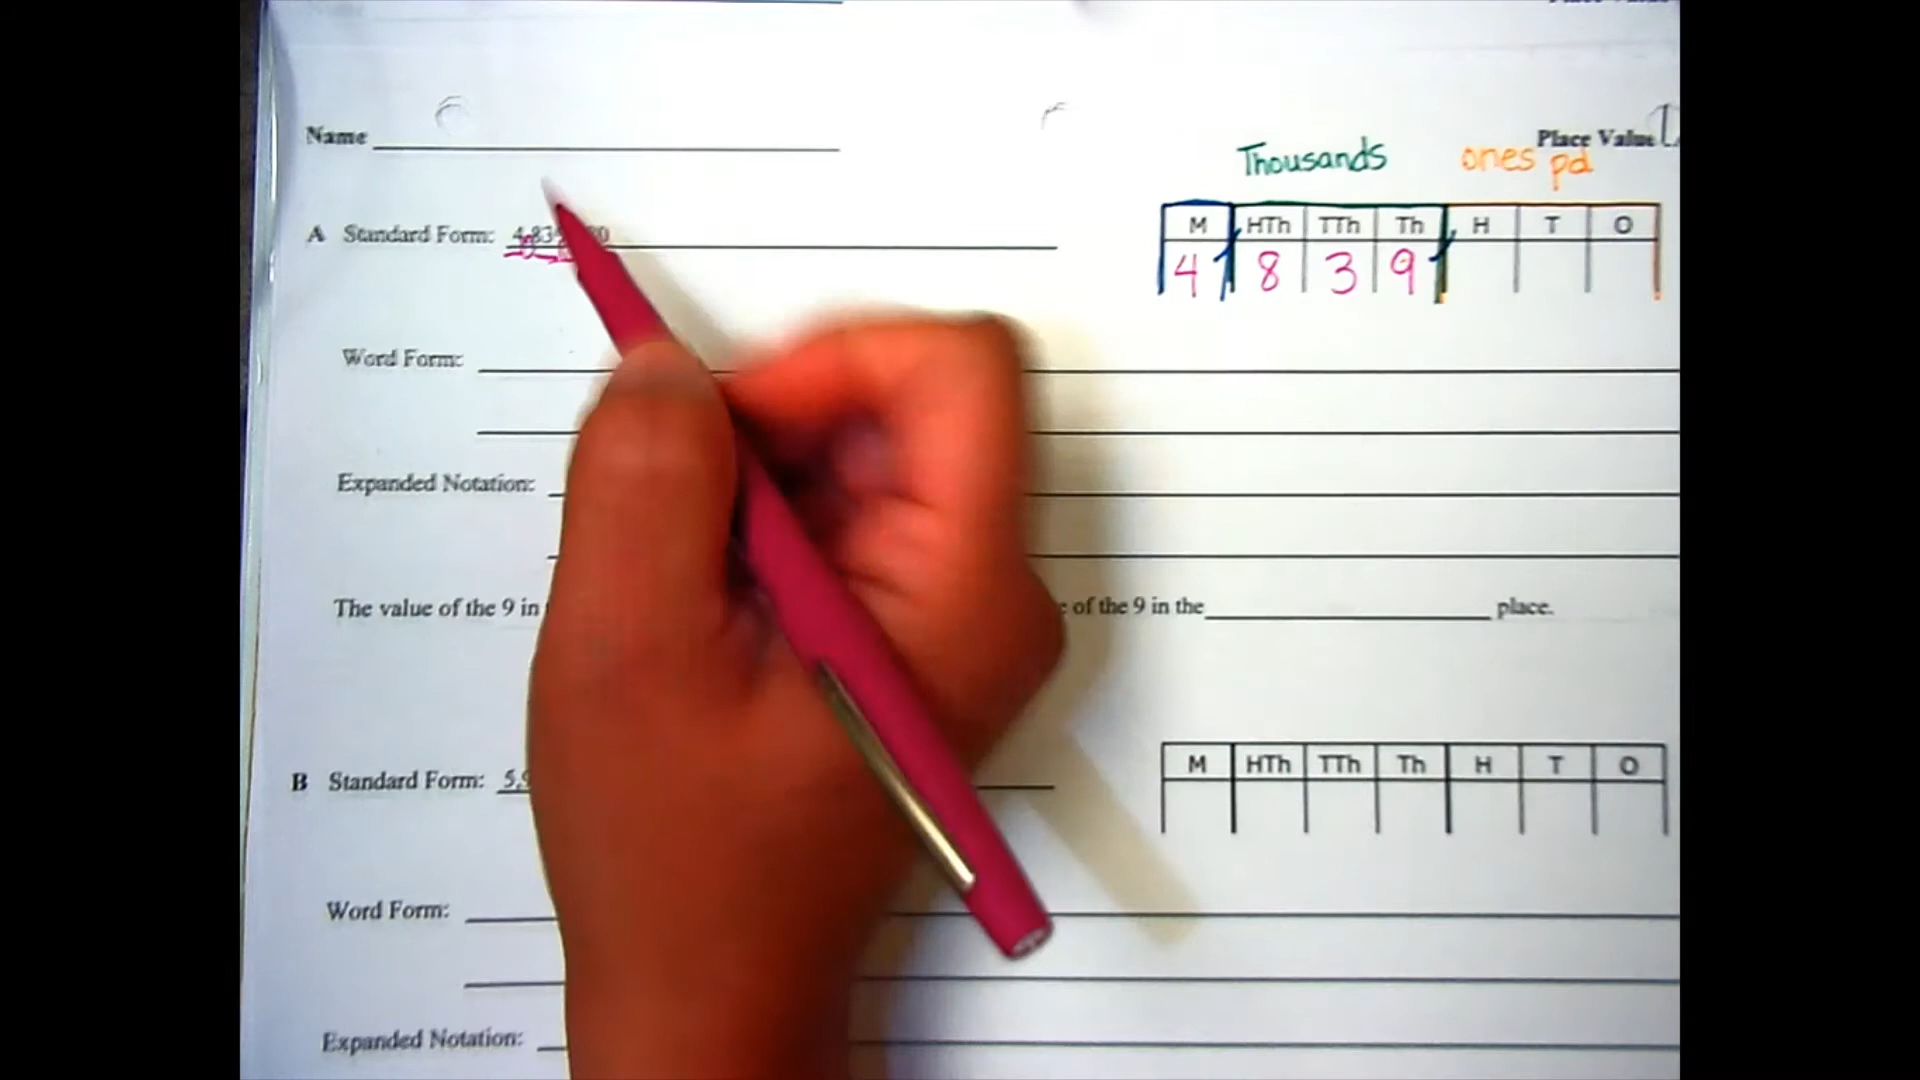 Name
Place Value
Thousands ones pd
A Standard Form:
M HTh TTh Th H T O
4, 8 3 9,
Word Form:
Expanded Notation:
The value of the 9 in of the 9 in the place.
B Standard Form: 5,9
M HTh TTh Th H T O
Word Form:
Expanded Notation: